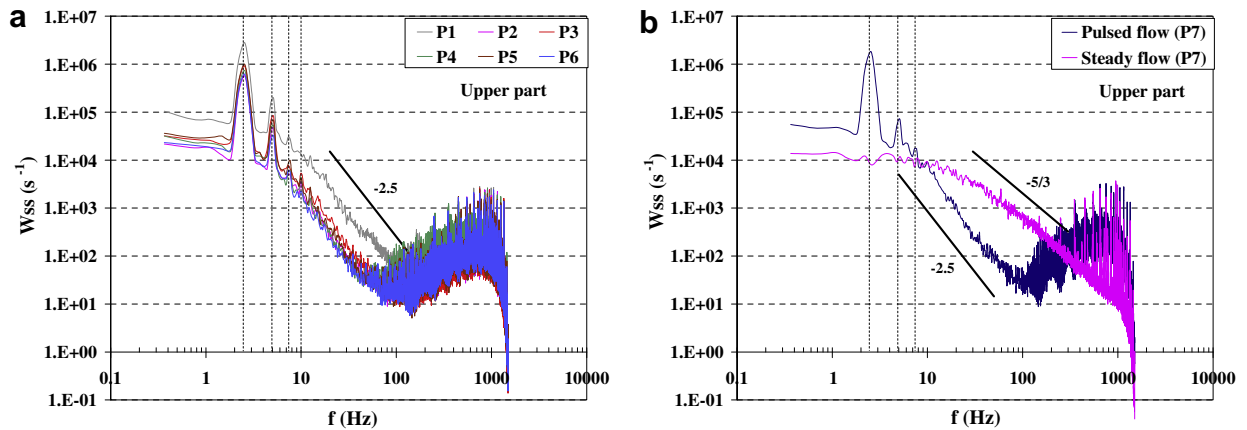 a
1.E+07
1.E+06
1.E+05
1.E+04
1.E+03
1.E+02
1.E+01
1.E+00
1.E-01
Wss (s⁻¹)
P1 P2 P3
P4 P5 P6
Upper part
-2.5
0.1 1 10 100 1000 10000
f (Hz)
b
1.E+07
1.E+06
1.E+05
1.E+04
1.E+03
1.E+02
1.E+01
1.E+00
1.E-01
Wss (s⁻¹)
Pulsed flow (P7)
Steady flow (P7)
Upper part
-5/3
-2.5
0.1 1 10 100 1000 10000
f (Hz)